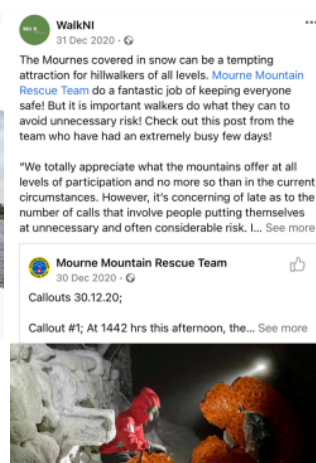 WalkNI
31 Dec 2020 ·
The Mournes covered in snow can be a tempting
attraction for hillwalkers of all levels. Mourne Mountain
Rescue Team do a fantastic job of keeping everyone
safe! But it is important walkers do what they can to
avoid unnecessary risk! Check out this post from the
team who have had an extremely busy few days!
"We totally appreciate what the mountains offer at all
levels of participation and no more so than in the current
circumstances. However, it's concerning of late as to the
number of calls that involve people putting themselves
at unnecessary and often considerable risk. I... See more
Mourne Mountain Rescue Team
30 Dec 2020 ·
Callouts 30.12.20;
Callout #1; At 1442 hrs this afternoon, the... See more